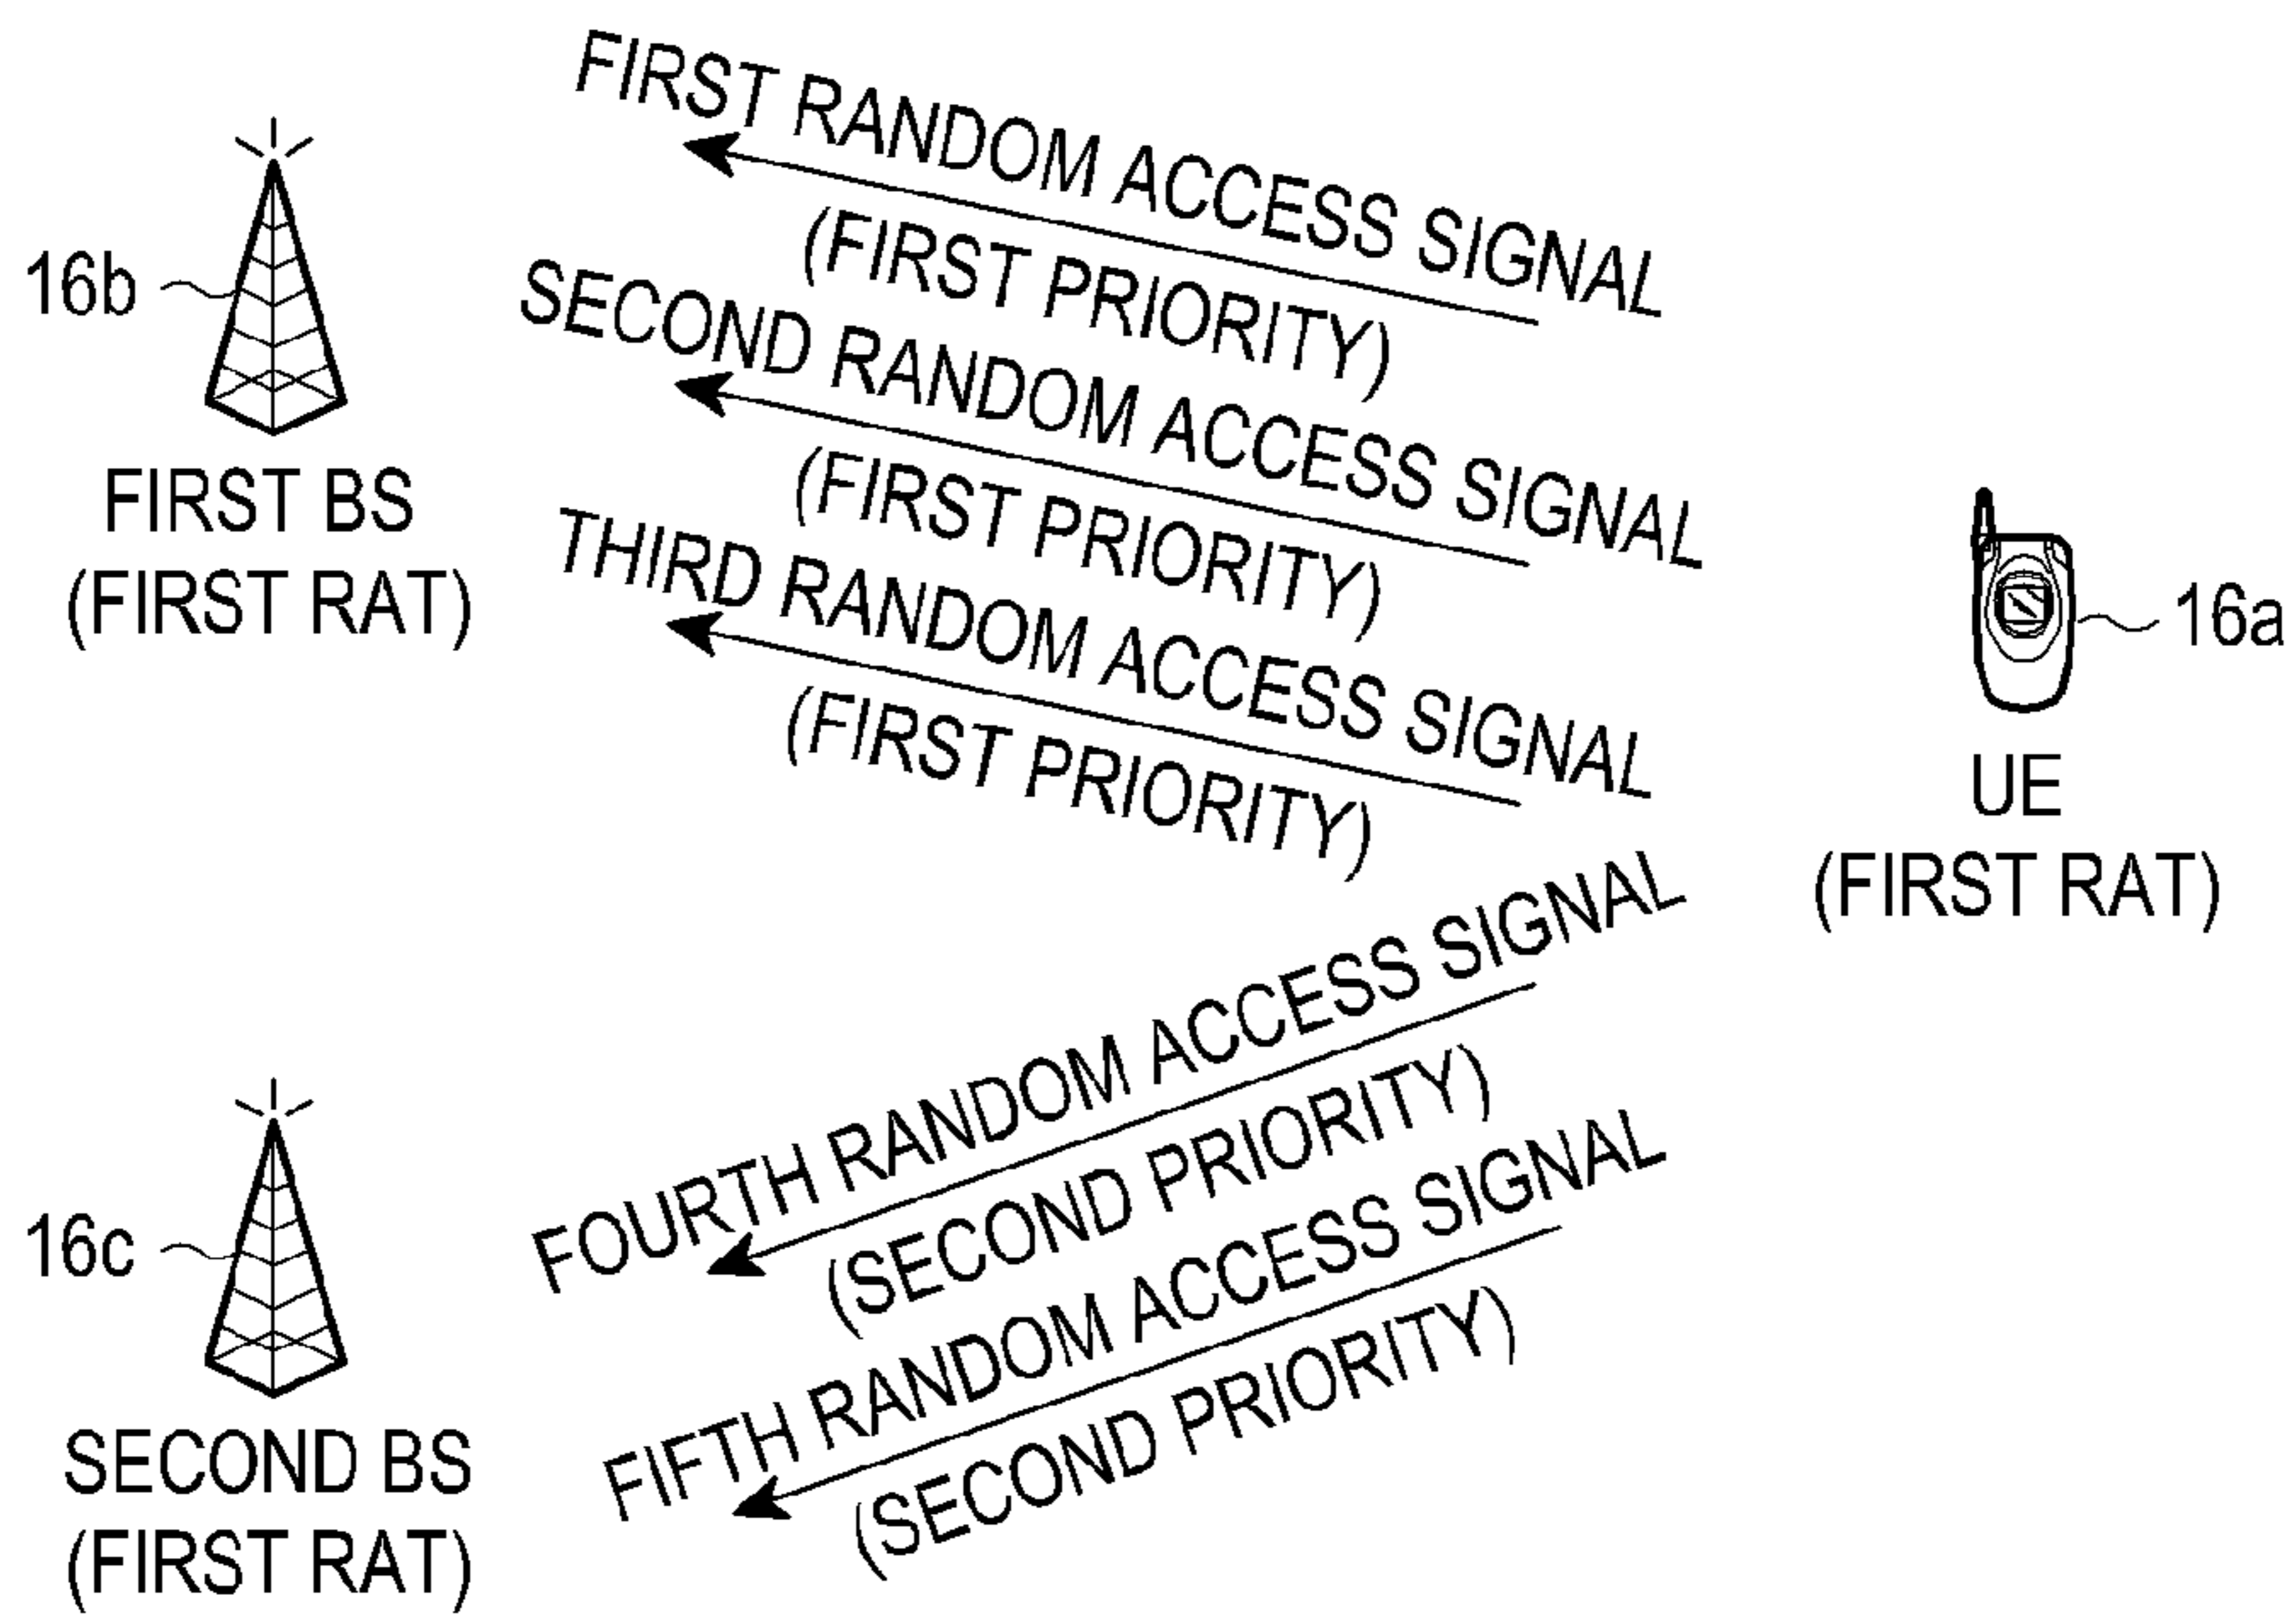 FIRST RANDOM ACCESS SIGNAL
(FIRST PRIORITY)
16b
SECOND RANDOM ACCESS SIGNAL
(FIRST PRIORITY)
FIRST BS
(FIRST RAT)
THIRD RANDOM ACCESS SIGNAL
(FIRST PRIORITY)
16a
UE
(FIRST RAT)
FOURTH RANDOM ACCESS SIGNAL
(SECOND PRIORITY)
16c
FIFTH RANDOM ACCESS SIGNAL
(SECOND PRIORITY)
SECOND BS
(FIRST RAT)